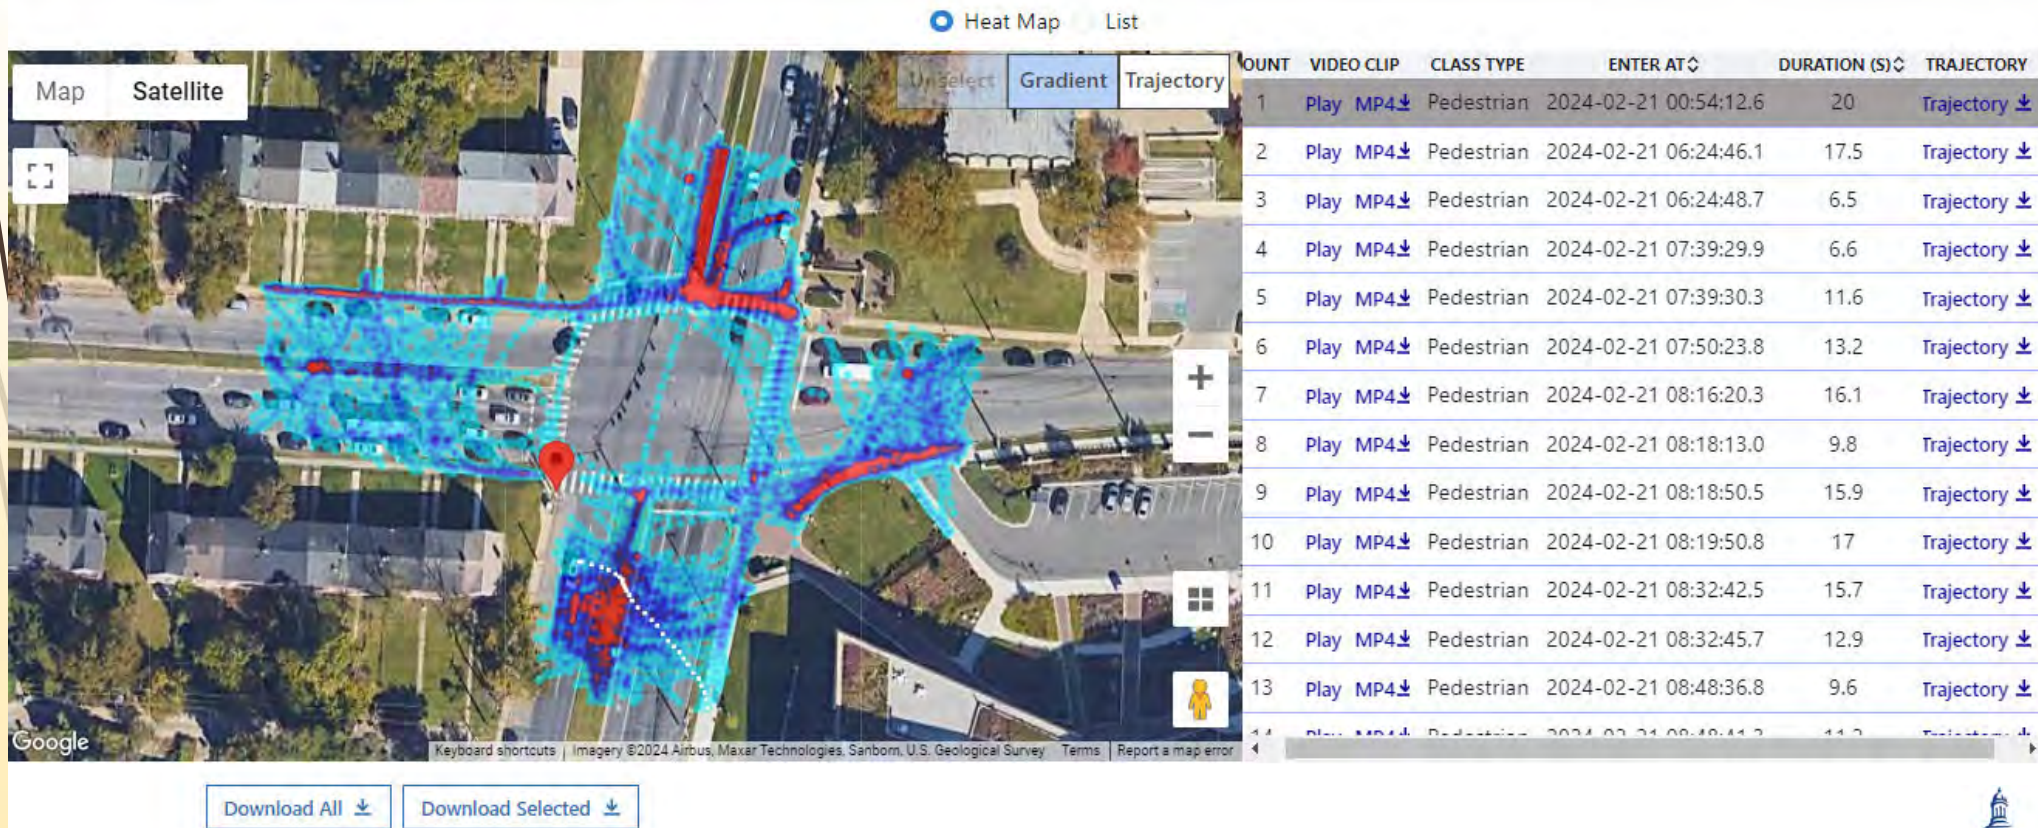 Heat Map List
Map Satellite
Unselect Gradient Trajectory
OUNT VIDEO CLIP CLASS TYPE ENTER AT DURATION (S) TRAJECTORY
1 Play MP4 Pedestrian 2024-02-21 00:54:12.6 20 Trajectory
2 Play MP4 Pedestrian 2024-02-21 06:24:46.1 17.5 Trajectory
3 Play MP4 Pedestrian 2024-02-21 06:24:48.7 6.5 Trajectory
4 Play MP4 Pedestrian 2024-02-21 07:39:29.9 6.6 Trajectory
5 Play MP4 Pedestrian 2024-02-21 07:39:30.3 11.6 Trajectory
6 Play MP4 Pedestrian 2024-02-21 07:50:23.8 13.2 Trajectory
7 Play MP4 Pedestrian 2024-02-21 08:16:20.3 16.1 Trajectory
8 Play MP4 Pedestrian 2024-02-21 08:18:13.0 9.8 Trajectory
9 Play MP4 Pedestrian 2024-02-21 08:18:50.5 15.9 Trajectory
10 Play MP4 Pedestrian 2024-02-21 08:19:50.8 17 Trajectory
11 Play MP4 Pedestrian 2024-02-21 08:32:42.5 15.7 Trajectory
12 Play MP4 Pedestrian 2024-02-21 08:32:45.7 12.9 Trajectory
13 Play MP4 Pedestrian 2024-02-21 08:48:36.8 9.6 Trajectory
Google
Keyboard shortcuts Imagery ©2024 Airbus, Maxar Technologies, Sanborn, U.S. Geological Survey Terms Report a map error
Download All Download Selected